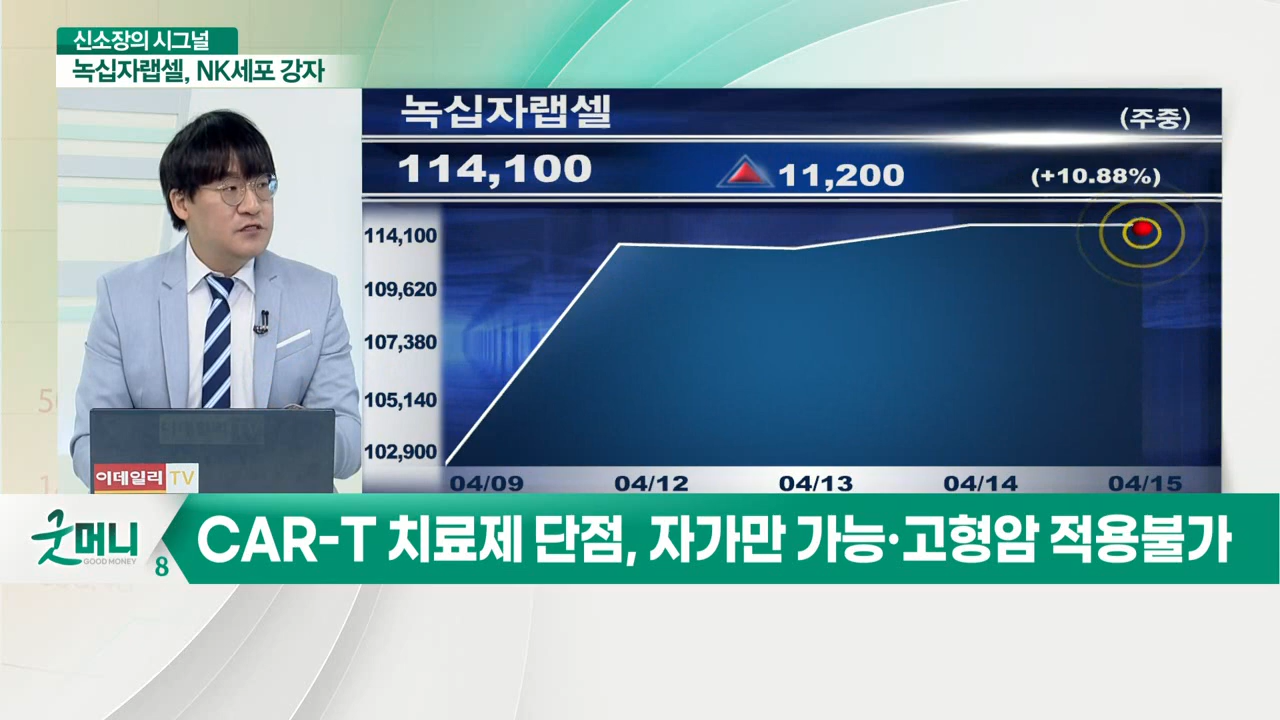 신소장의 시그널
녹십자랩셀, NK세포 강자
녹십자랩셀
(주중)
114,100
11,200
(+10.88%)
114,100
109,620
107,380
105,140
102,900
04/09
04/12
04/13
04/14
04/15
이데일리TV
굿머니
GOOD MONEY
8
CAR-T 치료제 단점, 자가만 가능·고형암 적용불가